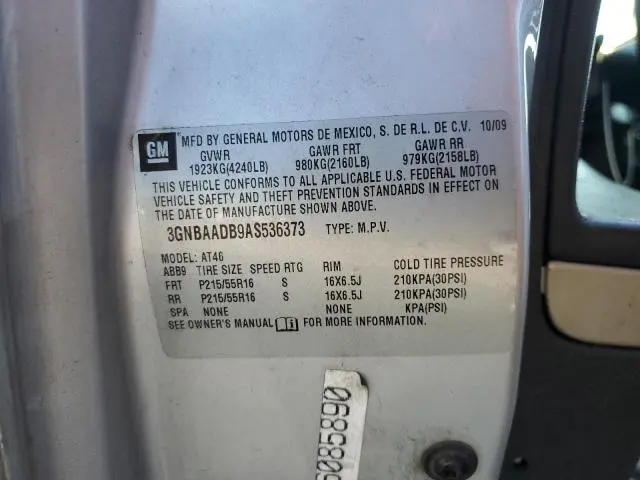 GM
MFD BY GENERAL MOTORS DE MEXICO, S. DE R.L. DE C.V. 10/09
GVWR GAWR FRT GAWR RR
1923KG(4240LB) 980KG(2160LB) 979KG(2158LB)
THIS VEHICLE CONFORMS TO ALL APPLICABLE U.S. FEDERAL MOTOR
VEHICLE SAFETY AND THEFT PREVENTION STANDARDS IN EFFECT ON
THE DATE OF MANUFACTURE SHOWN ABOVE.
3GNBAADB9AS536373 TYPE: M.P.V.
MODEL: AT46
ABB9 TIRE SIZE SPEED RTG RIM COLD TIRE PRESSURE
FRT P215/55R16 S 16X6.5J 210KPA(30PSI)
RR P215/55R16 S 16X6.5J 210KPA(30PSI)
SPA NONE NONE KPA(PSI)
SEE OWNER'S MANUAL FOR MORE INFORMATION.
6085890